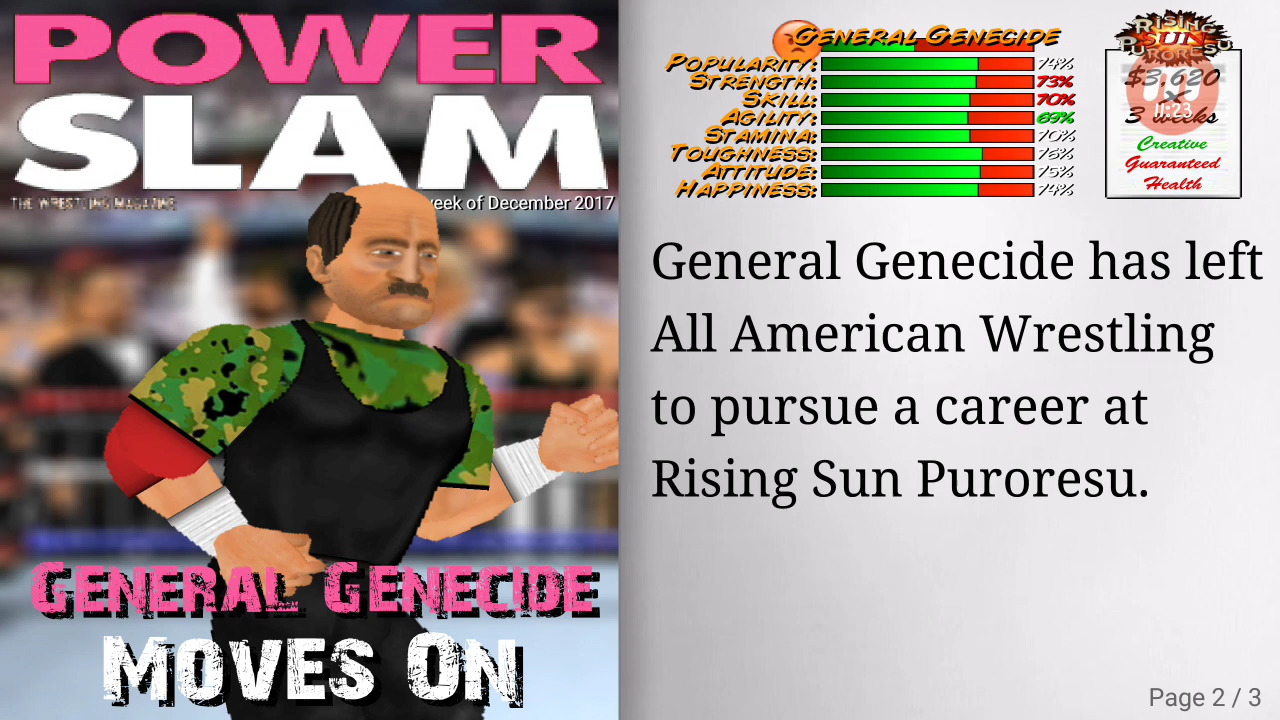 POWER
SLAM
THE WRESTLING MAGAZINE
week of December 2017
GENERAL GENECIDE
MOVES ON
GENERAL GENECIDE
POPULARITY: 74%
STRENGTH: 73%
SKILL: 70%
AGILITY: 69%
STAMINA: 70%
TOUGHNESS: 76%
ATTITUDE: 75%
HAPPINESS: 74%
RISING
SUN
PURORESU
$3,620
x
11:23
3 weeks
Creative
Guaranteed
Health
General Genecide has left
All American Wrestling
to pursue a career at
Rising Sun Puroresu.
Page 2 / 3